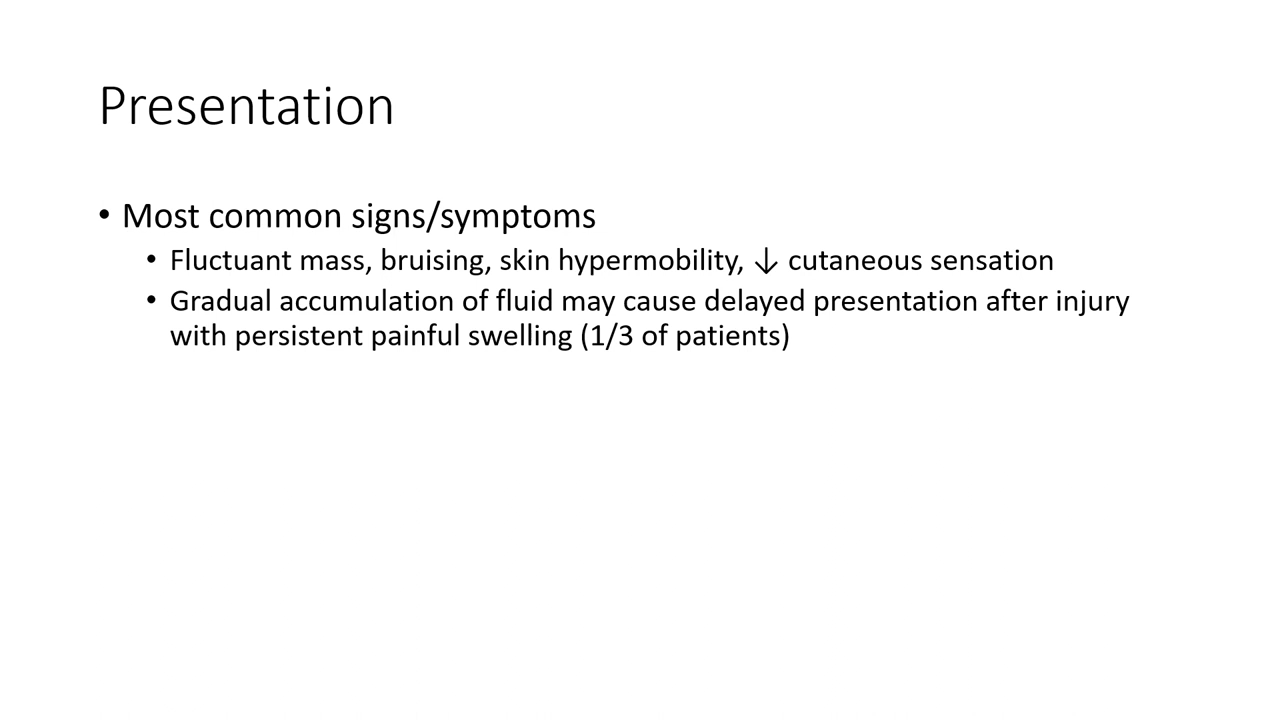 Presentation
• Most common signs/symptoms
• Fluctuant mass, bruising, skin hypermobility, ↓ cutaneous sensation
• Gradual accumulation of fluid may cause delayed presentation after injury
with persistent painful swelling (1/3 of patients)